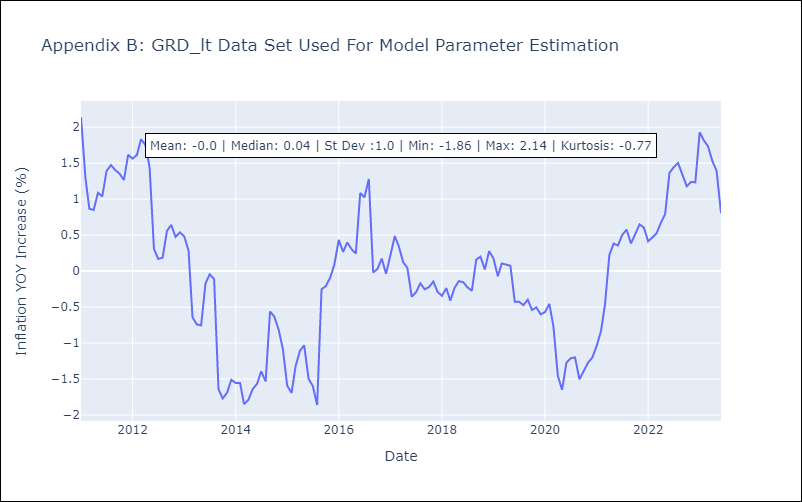 Appendix B: GRD_lt Data Set Used For Model Parameter Estimation
Mean: -0.0 | Median: 0.04 | St Dev :1.0 | Min: -1.86 | Max: 2.14 | Kurtosis: -0.77
Inflation YOY Increase (%)
2
1.5
1
0.5
0
−0.5
−1
−1.5
−2
2012 2014 2016 2018 2020 2022
Date